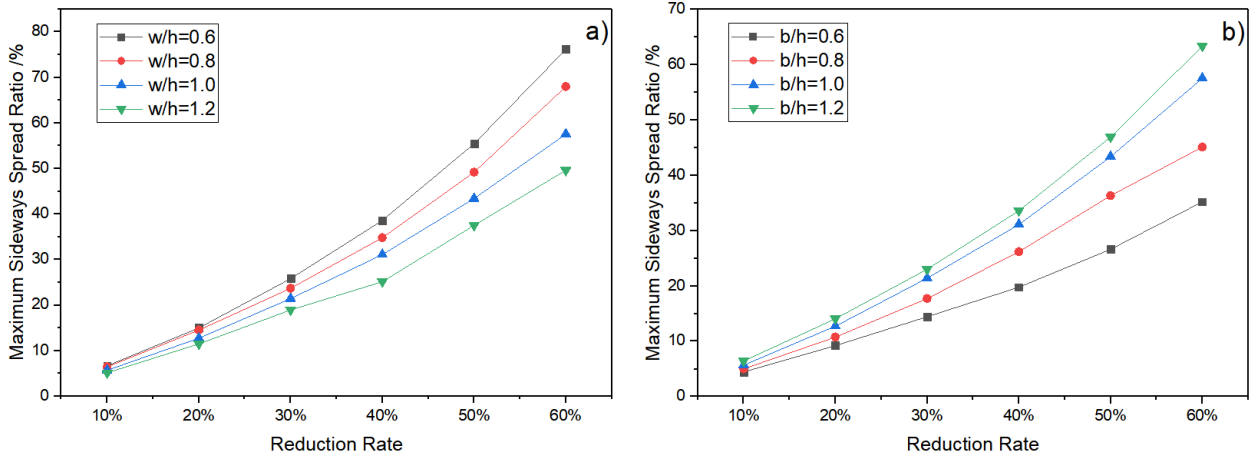 a)
w/h=0.6
w/h=0.8
w/h=1.0
w/h=1.2
Maximum Sideways Spread Ratio /%
80
70
60
50
40
30
20
10
0
10% 20% 30% 40% 50% 60%
Reduction Rate
b)
b/h=0.6
b/h=0.8
b/h=1.0
b/h=1.2
Maximum Sideways Spread Ratio /%
70
60
50
40
30
20
10
0
10% 20% 30% 40% 50% 60%
Reduction Rate